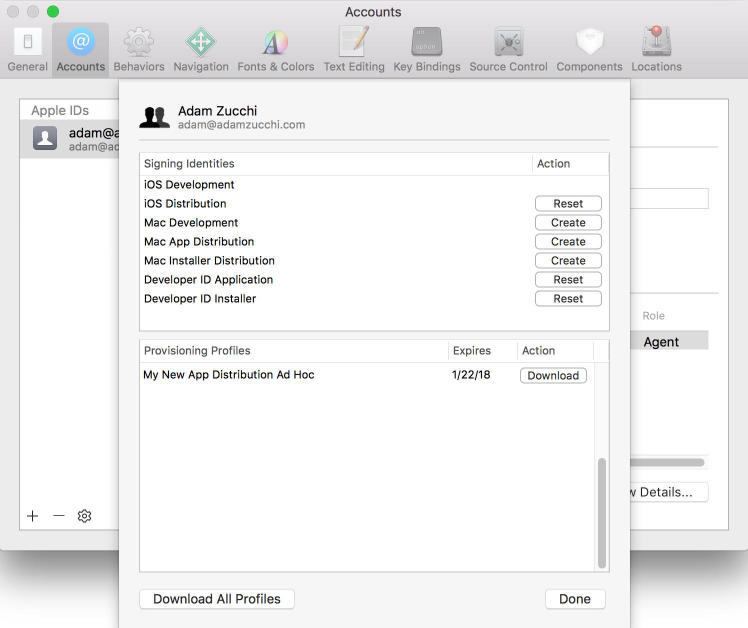 Accounts
General Accounts Behaviors Navigation Fonts & Colors Text Editing Key Bindings Source Control Components Locations
Apple IDs
adam@a
adam@ad
Adam Zucchi
adam@adamzucchi.com
Signing Identities Action
iOS Development
iOS Distribution Reset
Mac Development Create
Mac App Distribution Create
Mac Installer Distribution Create
Developer ID Application Reset
Developer ID Installer Reset
Role
Agent
Provisioning Profiles Expires Action
My New App Distribution Ad Hoc 1/22/18 Download
w Details...
Download All Profiles Done